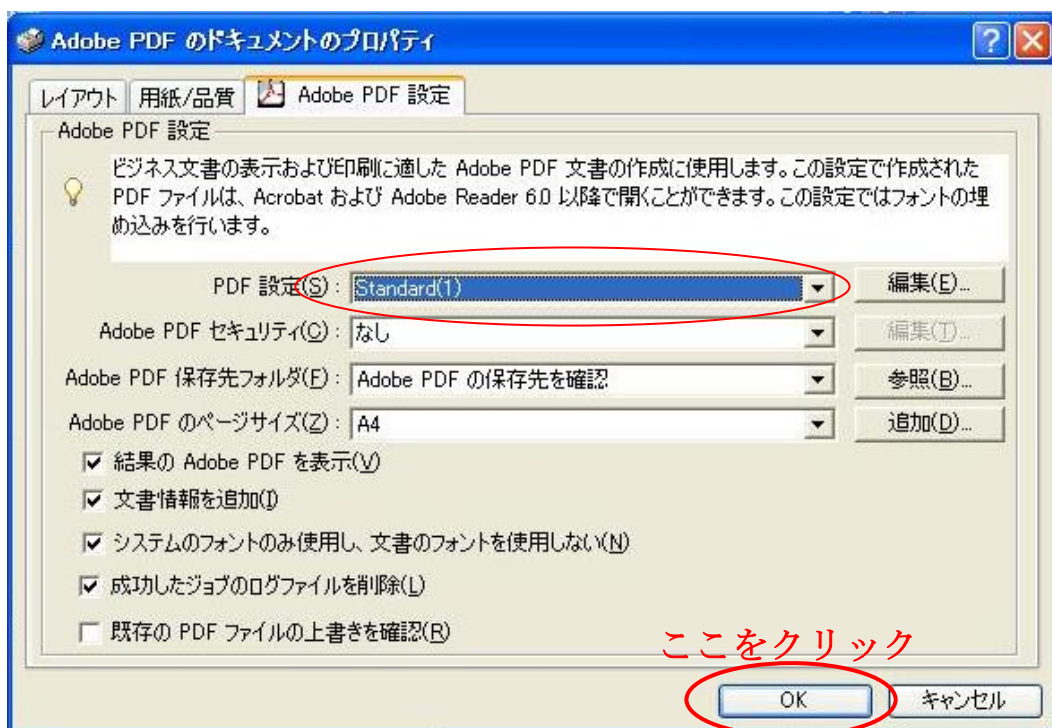 Adobe PDF のドキュメントのプロパティ
レイアウト 用紙/品質 Adobe PDF 設定
Adobe PDF 設定
ビジネス文書の表示および印刷に適した Adobe PDF 文書の作成に使用します。この設定で作成された
PDF ファイルは、Acrobat および Adobe Reader 6.0 以降で開くことができます。この設定ではフォントの埋
め込みを行います。
PDF 設定(S): Standard(1) 編集(E)...
Adobe PDF セキュリティ(C): なし 編集(T)...
Adobe PDF 保存先フォルダ(F): Adobe PDF の保存先を確認 参照(B)...
Adobe PDF のページサイズ(Z): A4 追加(D)...
結果の Adobe PDF を表示(V)
文書情報を追加(I)
システムのフォントのみ使用し、文書のフォントを使用しない(N)
成功したジョブのログファイルを削除(L)
既存の PDF ファイルの上書きを確認(R)
ここをクリック
OK キャンセル